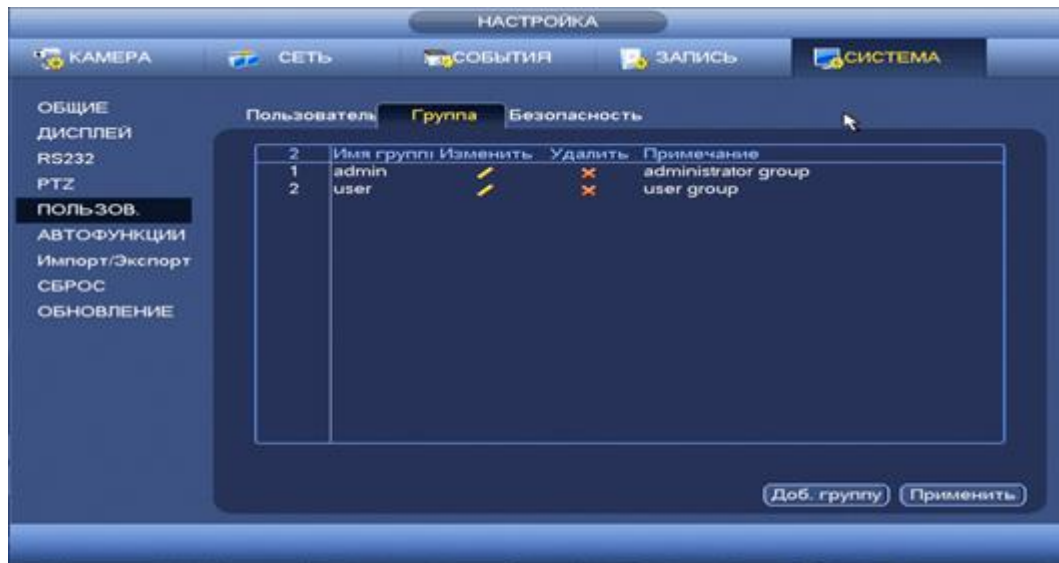 НАСТРОЙКА
КАМЕРА СЕТЬ СОБЫТИЯ ЗАПИСЬ СИСТЕМА
ОБЩИЕ
ДИСПЛЕЙ
RS232
PTZ
ПОЛЬЗОВ.
АВТОФУНКЦИИ
Импорт/Экспорт
СБРОС
ОБНОВЛЕНИЕ
Пользователь Группа Безопасность
2 Имя группы Изменить Удалить Примечание
1 admin administrator group
2 user user group
Доб. группу Применить